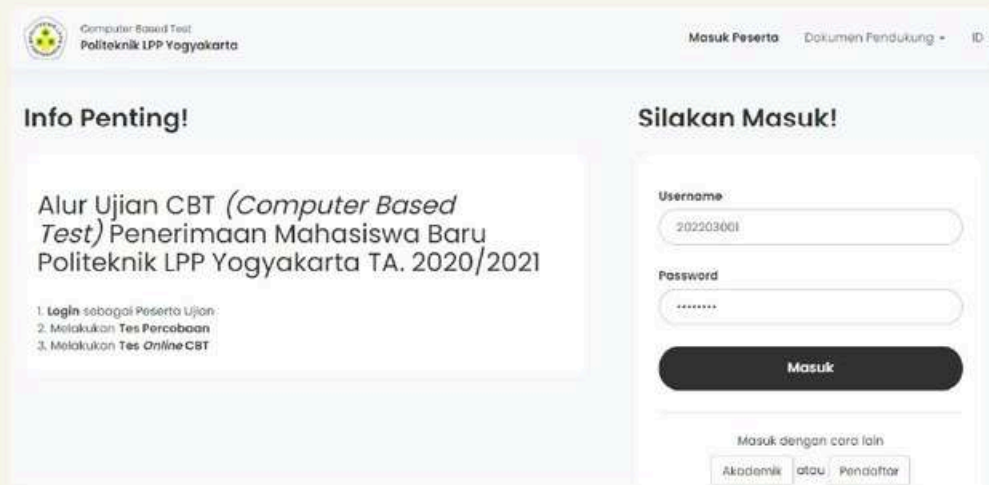 Computer Based Test
Politeknik LPP Yogyakarta
Masuk Peserta
Dokumen Pendukung
ID
Info Penting!
Alur Ujian CBT (Computer Based
Test) Penerimaan Mahasiswa Baru
Politeknik LPP Yogyakarta TA. 2020/2021
1. Login sebagai Peserta Ujian
2. Melakukan Tes Percobaan
3. Melakukan Tes Online CBT
Silakan Masuk!
Username
202203001
Password
••••••••
Masuk
Masuk dengan cara lain
Akademik atau Pendaftar